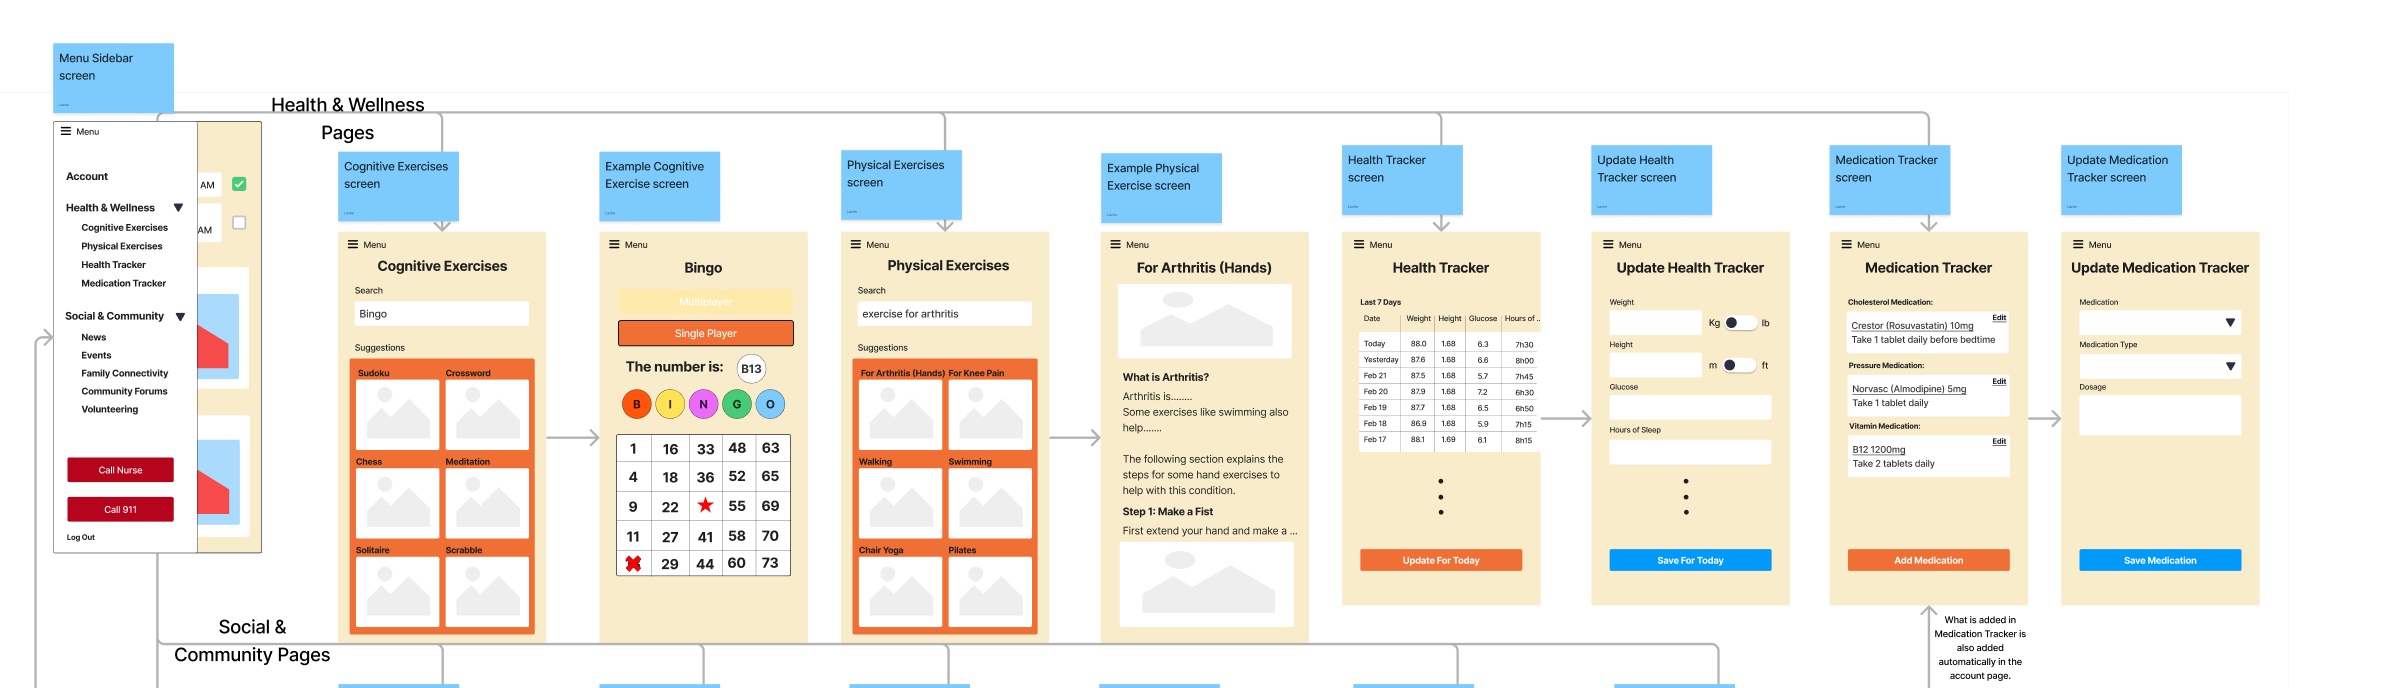 Menu Sidebar
screen
Health & Wellness
Pages
Menu
Account
Health & Wellness
Cognitive Exercises
Physical Exercises
Health Tracker
Medication Tracker
Social & Community
News
Events
Family Connectivity
Community Forums
Volunteering
Call Nurse
Call 911
Log Out
AM
AM
Cognitive Exercises
screen
Menu
Cognitive Exercises
Search
Bingo
Suggestions
Sudoku Crossword
Chess Meditation
Solitaire Scrabble
Example Cognitive
Exercise screen
Menu
Bingo
Multiplayer
Single Player
The number is: B13
B I N G O
1 16 33 48 63
4 18 36 52 65
9 22 55 69
11 27 41 58 70
29 44 60 73
Physical Exercises
screen
Menu
Physical Exercises
Search
exercise for arthritis
Suggestions
For Arthritis (Hands) For Knee Pain
Walking Swimming
Chair Yoga Pilates
Example Physical
Exercise screen
Menu
For Arthritis (Hands)
What is Arthritis?
Arthritis is........
Some exercises like swimming also
help.......
The following section explains the
steps for some hand exercises to
help with this condition.
Step 1: Make a Fist
First extend your hand and make a ...
Health Tracker
screen
Menu
Health Tracker
Last 7 Days
Date Weight Height Glucose Hours of ..
Today 88.0 1.68 6.3 7h30
Yesterday 87.6 1.68 6.6 8h00
Feb 21 87.5 1.68 5.7 7h45
Feb 20 87.9 1.68 7.2 6h30
Feb 19 87.7 1.68 6.5 6h50
Feb 18 86.9 1.68 5.9 7h15
Feb 17 88.1 1.69 6.1 8h15
Update For Today
Update Health
Tracker screen
Menu
Update Health Tracker
Weight
Kg lb
Height
m ft
Glucose
Hours of Sleep
Save For Today
Medication Tracker
screen
Menu
Medication Tracker
Cholesterol Medication:
Edit
Crestor (Rosuvastatin) 10mg
Take 1 tablet daily before bedtime
Pressure Medication:
Edit
Norvasc (Almodipine) 5mg
Take 1 tablet daily
Vitamin Medication:
Edit
B12 1200mg
Take 2 tablets daily
Add Medication
What is added in
Medication Tracker is
also added
automatically in the
account page.
Update Medication
Tracker screen
Menu
Update Medication Tracker
Medication
Medication Type
Dosage
Save Medication
Social &
Community Pages